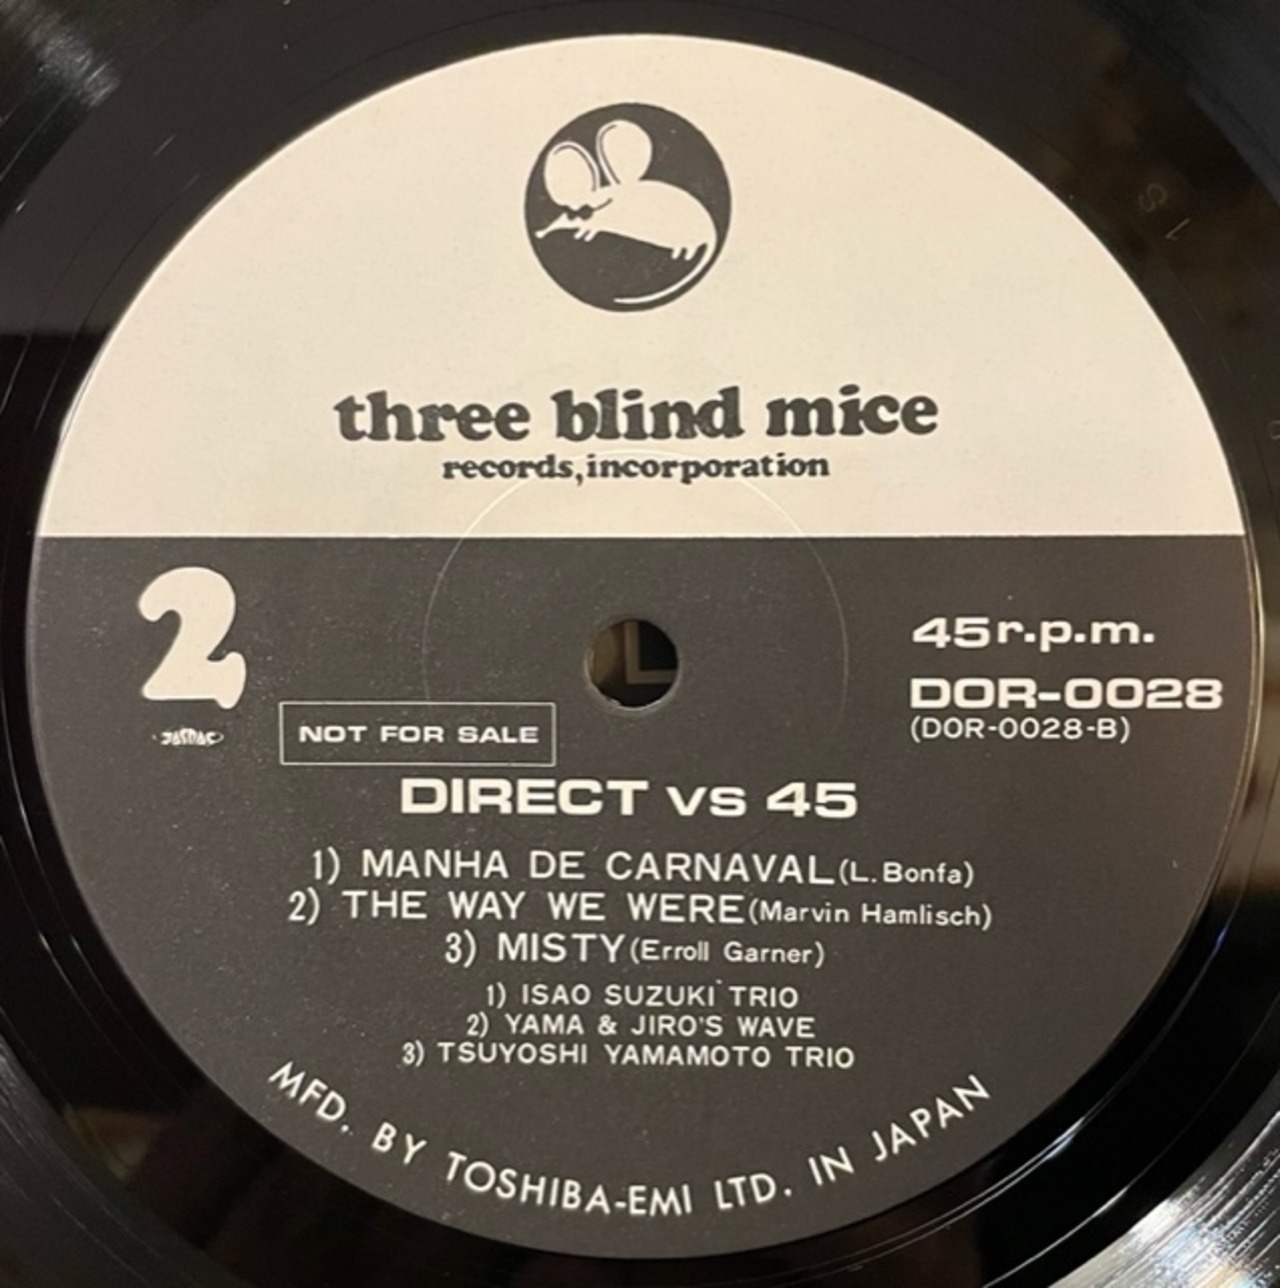 three blind mice
records, incorporation
2
45r.p.m.
DOR-0028
(DOR-0028-B)
JASRAC
NOT FOR SALE
DIRECT vs 45
1) MANHA DE CARNAVAL (L. Bonfa)
2) THE WAY WE WERE (Marvin Hamlisch)
3) MISTY (Erroll Garner)
1) ISAO SUZUKI TRIO
2) YAMA & JIRO'S WAVE
3) TSUYOSHI YAMAMOTO TRIO
MFD. BY TOSHIBA-EMI LTD. IN JAPAN